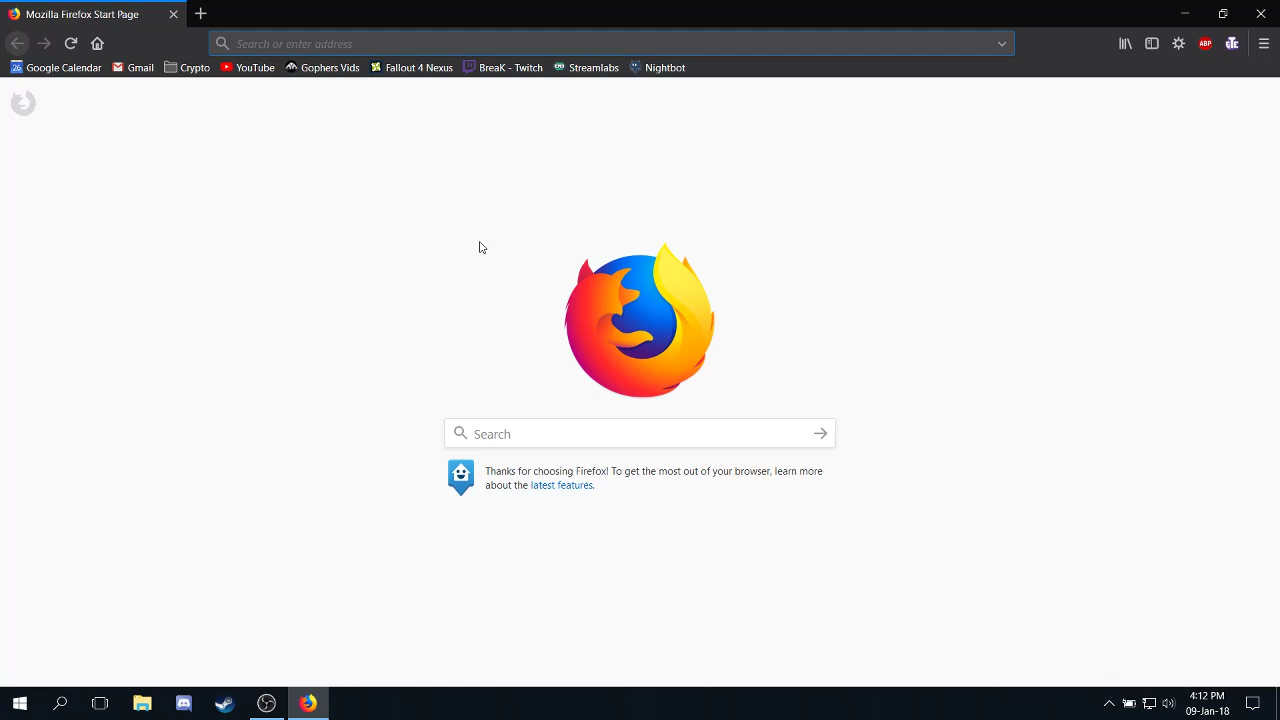 Mozilla Firefox Start Page
Search or enter address
ABP
26 Google Calendar Gmail Crypto YouTube Gophers Vids Fallout 4 Nexus BreaK - Twitch Streamlabs Nightbot
Search
Thanks for choosing Firefox! To get the most out of your browser, learn more
about the latest features.
4:12 PM
09-Jan-18